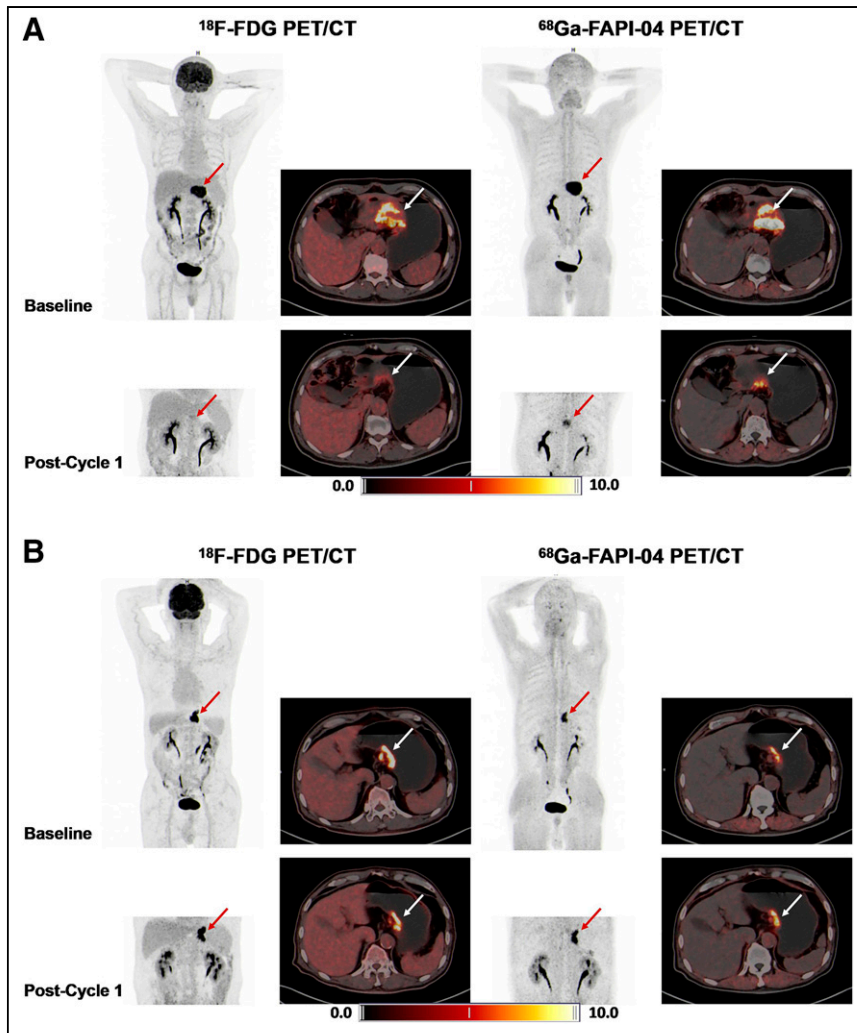 A
¹⁸F-FDG PET/CT
⁶⁸Ga-FAPI-04 PET/CT
Baseline
Post-Cycle 1
0.0
10.0
B
¹⁸F-FDG PET/CT
⁶⁸Ga-FAPI-04 PET/CT
Baseline
Post-Cycle 1
0.0
10.0